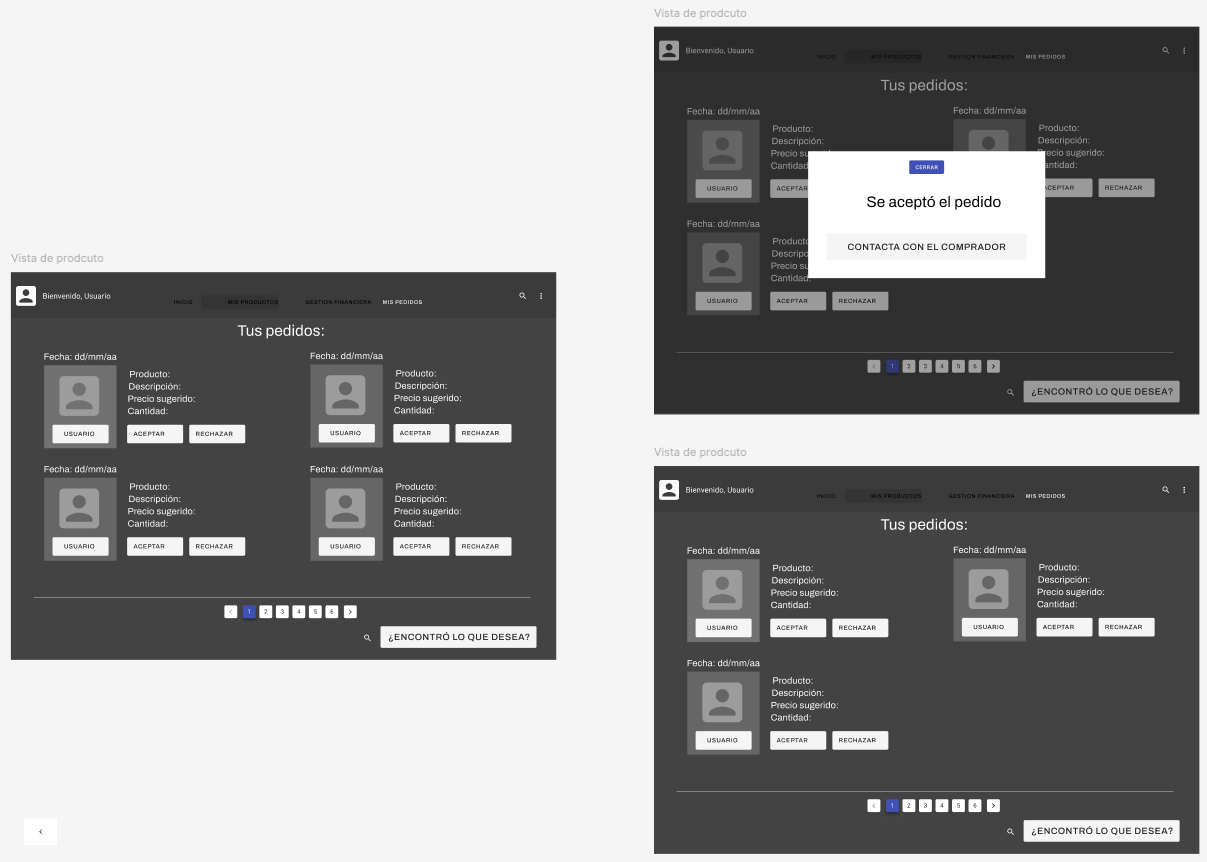 Vista de prodcuto
Bienvenido, Usuario
INICIO
MIS PRODUCTOS
GESTION FINANCIERA
MIS PEDIDOS
Tus pedidos:
Fecha: dd/mm/aa
Producto:
Descripción:
Precio sugerido:
Cantidad:
USUARIO
ACEPTAR
RECHAZAR
Fecha: dd/mm/aa
Producto:
Descripción:
Precio sugerido:
Cantidad:
USUARIO
ACEPTAR
RECHAZAR
Fecha: dd/mm/aa
Producto:
Descripción:
Precio sugerido:
Cantidad:
USUARIO
ACEPTAR
RECHAZAR
Fecha: dd/mm/aa
Producto:
Descripción:
Precio sugerido:
Cantidad:
USUARIO
ACEPTAR
RECHAZAR
1 2 3 4 5 6
¿ENCONTRÓ LO QUE DESEA?
Vista de prodcuto
Bienvenido, Usuario
INICIO
MIS PRODUCTOS
GESTION FINANCIERA
MIS PEDIDOS
Tus pedidos:
Fecha: dd/mm/aa
Producto:
Descripción:
Precio sug
Cantidad:
USUARIO
ACEPTAR
Fecha: dd/mm/aa
Producto:
Descripción:
Precio sugerido:
antidad:
ACEPTAR
RECHAZAR
CERRAR
Se aceptó el pedido
CONTACTA CON EL COMPRADOR
Fecha: dd/mm/aa
Producto
Descripc
Precio su
Cantidad:
USUARIO
ACEPTAR
RECHAZAR
1 2 3 4 5 6
¿ENCONTRÓ LO QUE DESEA?
Vista de prodcuto
Bienvenido, Usuario
INICIO
MIS PRODUCTOS
GESTION FINANCIERA
MIS PEDIDOS
Tus pedidos:
Fecha: dd/mm/aa
Producto:
Descripción:
Precio sugerido:
Cantidad:
USUARIO
ACEPTAR
RECHAZAR
Fecha: dd/mm/aa
Producto:
Descripción:
Precio sugerido:
Cantidad:
USUARIO
ACEPTAR
RECHAZAR
Fecha: dd/mm/aa
Producto:
Descripción:
Precio sugerido:
Cantidad:
USUARIO
ACEPTAR
RECHAZAR
1 2 3 4 5 6
¿ENCONTRÓ LO QUE DESEA?